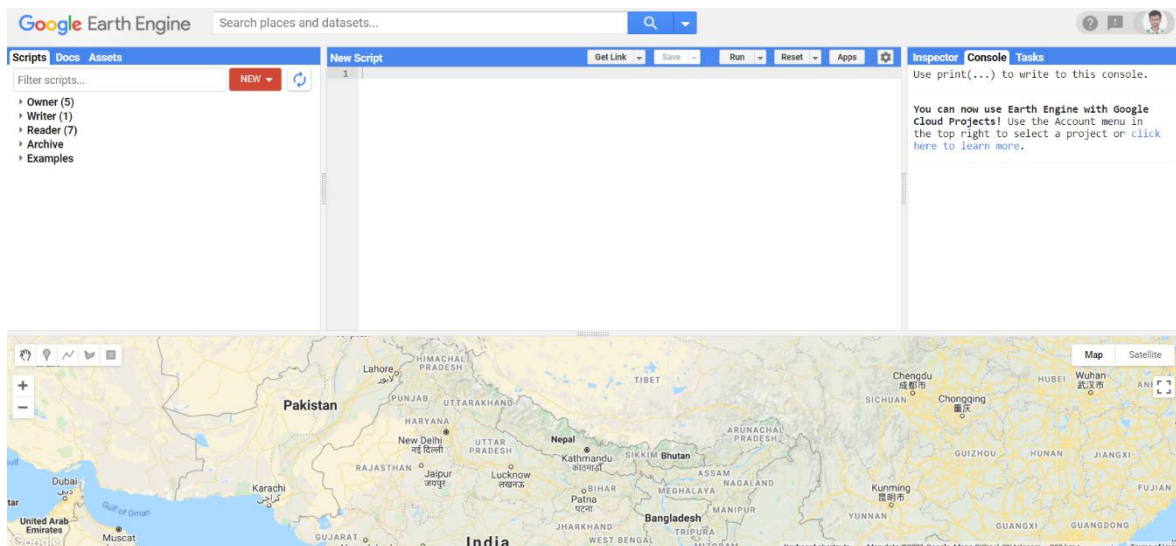 Google Earth Engine
Search places and datasets...
Scripts Docs Assets
Filter scripts...
NEW
Owner (5)
Writer (1)
Reader (7)
Archive
Examples
New Script
Get Link Save Run Reset Apps
1
Inspector Console Tasks
Use print(...) to write to this console.
You can now use Earth Engine with Google
Cloud Projects! Use the Account menu in
the top right to select a project or click
here to learn more.
Map Satellite
HIMACHAL
PRADESH
Lahore
لاہور
TIBET
Chengdu
成都市
HUBEI
Wuhan
武汉市
SICHUAN
Chongqing
重庆
Pakistan
PUNJAB
UTTARAKHAND
HARYANA
New Delhi
नई दिल्ली
UTTAR
PRADESH
Nepal
Kathmandu
काठमाडौं
SIKKIM
Bhutan
ARUNACHAL
PRADESH
ASSAM
NAGALAND
GUIZHOU
HUNAN
JIANGXI
RAJASTHAN
Jaipur
जयपुर
Lucknow
लखनऊ
BIHAR
Patna
पटना
MEGHALAYA
MANIPUR
Kunming
昆明市
YUNNAN
FUJIAN
Dubai
دبي
Karachi
کراچی
Gulf of Oman
United Arab
Emirates
Muscat
GUJARAT
India
JHARKHAND
WEST BENGAL
Bangladesh
TRIPURA
MIZORAM
GUANGXI
GUANGDONG
Google
Keyboard shortcuts